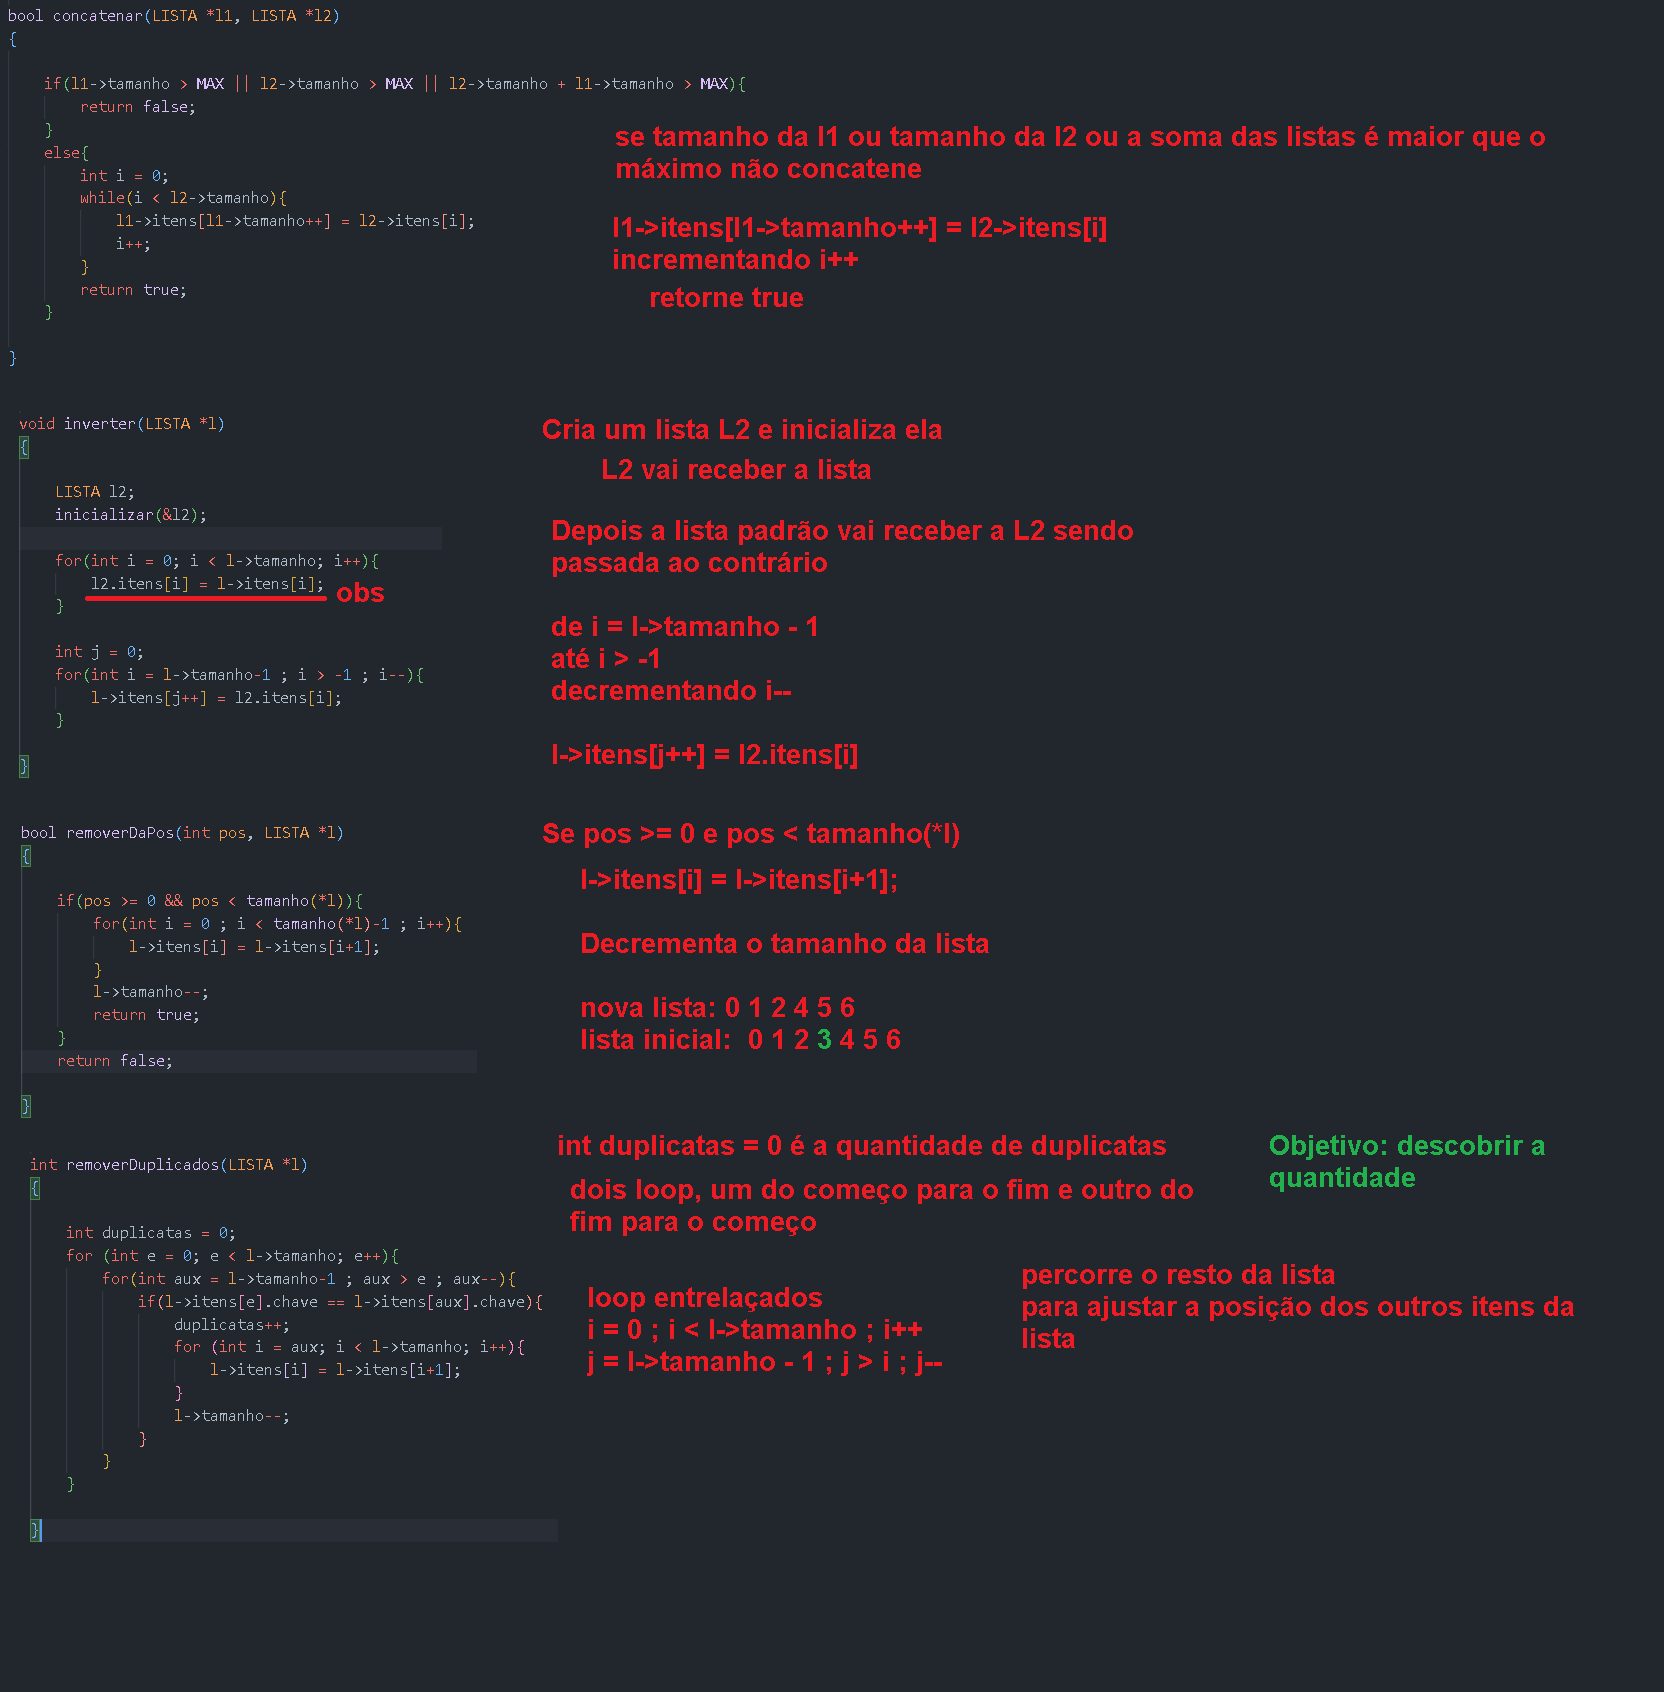 bool concatenar(LISTA *l1, LISTA *l2)
{
if(l1->tamanho > MAX || l2->tamanho > MAX || l2->tamanho + l1->tamanho > MAX){
return false;
}
else{
int i = 0;
while(i < l2->tamanho){
l1->itens[l1->tamanho++] = l2->itens[i];
i++;
}
return true;
}
}
se tamanho da l1 ou tamanho da l2 ou a soma das listas é maior que o
máximo não concatene
l1->itens[l1->tamanho++] = l2->itens[i]
incrementando i++
retorne true
void inverter(LISTA *l)
{
LISTA l2;
inicializar(&l2);
for(int i = 0; i < l->tamanho; i++){
l2.itens[i] = l->itens[i];
obs
}
int j = 0;
for(int i = l->tamanho-1 ; i > -1 ; i--){
l->itens[j++] = l2.itens[i];
}
}
Cria um lista L2 e inicializa ela
L2 vai receber a lista
Depois a lista padrão vai receber a L2 sendo
passada ao contrário
de i = l->tamanho - 1
até i > -1
decrementando i--
l->itens[j++] = l2.itens[i]
bool removerDaPos(int pos, LISTA *l)
{
if(pos >= 0 && pos < tamanho(*l)){
for(int i = 0 ; i < tamanho(*l)-1 ; i++){
l->itens[i] = l->itens[i+1];
}
l->tamanho--;
return true;
}
return false;
}
Se pos >= 0 e pos < tamanho(*l)
l->itens[i] = l->itens[i+1];
Decrementa o tamanho da lista
nova lista: 0 1 2 4 5 6
lista inicial: 0 1 2 3 4 5 6
int removerDuplicados(LISTA *l)
{
int duplicatas = 0;
for (int e = 0; e < l->tamanho; e++){
for(int aux = l->tamanho-1 ; aux > e ; aux--){
if(l->itens[e].chave == l->itens[aux].chave){
duplicatas++;
for (int i = aux; i < l->tamanho; i++){
l->itens[i] = l->itens[i+1];
}
l->tamanho--;
}
}
}
}
int duplicatas = 0 é a quantidade de duplicatas
dois loop, um do começo para o fim e outro do
fim para o começo
loop entrelaçados
i = 0 ; i < l->tamanho ; i++
j = l->tamanho - 1 ; j > i ; j--
Objetivo: descobrir a
quantidade
percorre o resto da lista
para ajustar a posição dos outros itens da
lista